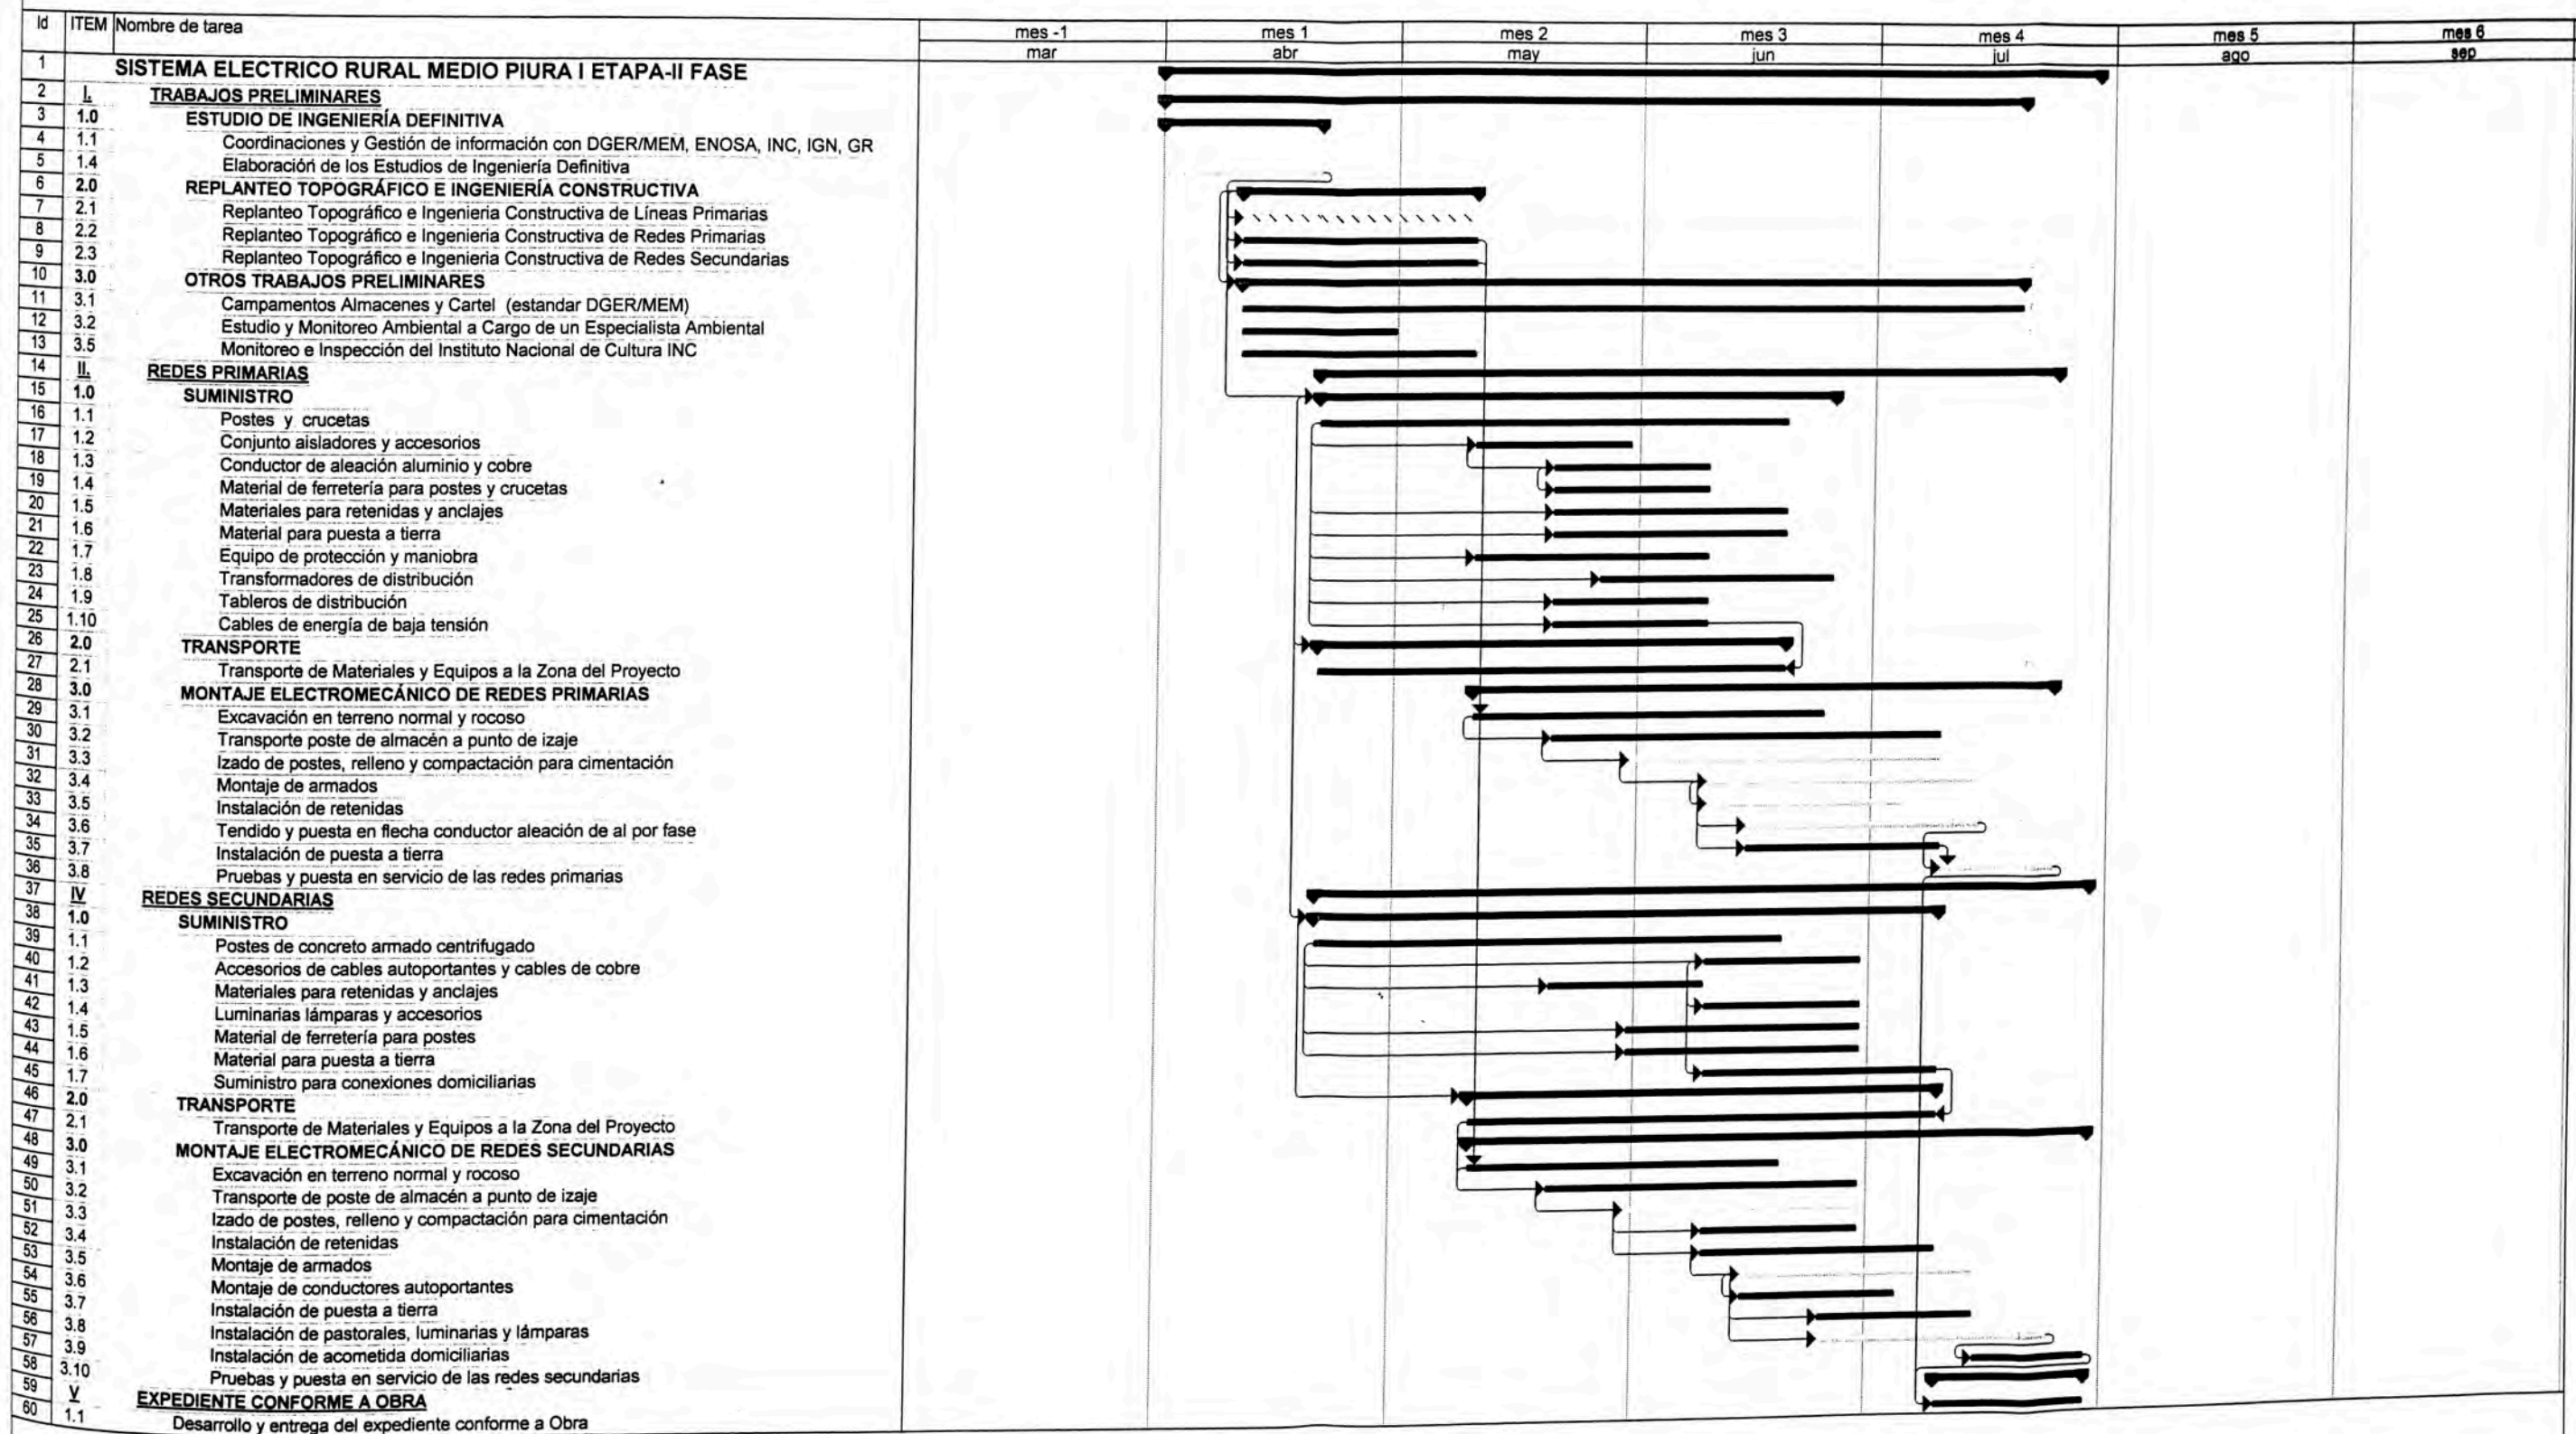 Id ITEM Nombre de tarea mes -1 mes 1 mes 2 mes 3 mes 4 mes 5 mes 6
mar abr may jun jul ago sep
1 SISTEMA ELECTRICO RURAL MEDIO PIURA I ETAPA-II FASE
2 I. TRABAJOS PRELIMINARES
3 1.0 ESTUDIO DE INGENIERÍA DEFINITIVA
4 1.1 Coordinaciones y Gestión de información con DGER/MEM, ENOSA, INC, IGN, GR
5 1.4 Elaboración de los Estudios de Ingeniería Definitiva
6 2.0 REPLANTEO TOPOGRÁFICO E INGENIERÍA CONSTRUCTIVA
7 2.1 Replanteo Topográfico e Ingenieria Constructiva de Líneas Primarias
8 2.2 Replanteo Topográfico e Ingenieria Constructiva de Redes Primarias
9 2.3 Replanteo Topográfico e Ingenieria Constructiva de Redes Secundarias
10 3.0 OTROS TRABAJOS PRELIMINARES
11 3.1 Campamentos Almacenes y Cartel (estandar DGER/MEM)
12 3.2 Estudio y Monitoreo Ambiental a Cargo de un Especialista Ambiental
13 3.5 Monitoreo e Inspección del Instituto Nacional de Cultura INC
14 II. REDES PRIMARIAS
15 1.0 SUMINISTRO
16 1.1 Postes y crucetas
17 1.2 Conjunto aisladores y accesorios
18 1.3 Conductor de aleación aluminio y cobre
19 1.4 Material de ferretería para postes y crucetas
20 1.5 Materiales para retenidas y anclajes
21 1.6 Material para puesta a tierra
22 1.7 Equipo de protección y maniobra
23 1.8 Transformadores de distribución
24 1.9 Tableros de distribución
25 1.10 Cables de energía de baja tensión
26 2.0 TRANSPORTE
27 2.1 Transporte de Materiales y Equipos a la Zona del Proyecto
28 3.0 MONTAJE ELECTROMECÁNICO DE REDES PRIMARIAS
29 3.1 Excavación en terreno normal y rocoso
30 3.2 Transporte poste de almacén a punto de izaje
31 3.3 Izado de postes, relleno y compactación para cimentación
32 3.4 Montaje de armados
33 3.5 Instalación de retenidas
34 3.6 Tendido y puesta en flecha conductor aleación de al por fase
35 3.7 Instalación de puesta a tierra
36 3.8 Pruebas y puesta en servicio de las redes primarias
37 IV REDES SECUNDARIAS
38 1.0 SUMINISTRO
39 1.1 Postes de concreto armado centrifugado
40 1.2 Accesorios de cables autoportantes y cables de cobre
41 1.3 Materiales para retenidas y anclajes
42 1.4 Luminarias lámparas y accesorios
43 1.5 Material de ferretería para postes
44 1.6 Material para puesta a tierra
45 1.7 Suministro para conexiones domiciliarias
46 2.0 TRANSPORTE
47 2.1 Transporte de Materiales y Equipos a la Zona del Proyecto
48 3.0 MONTAJE ELECTROMECÁNICO DE REDES SECUNDARIAS
49 3.1 Excavación en terreno normal y rocoso
50 3.2 Transporte de poste de almacén a punto de izaje
51 3.3 Izado de postes, relleno y compactación para cimentación
52 3.4 Instalación de retenidas
53 3.5 Montaje de armados
54 3.6 Montaje de conductores autoportantes
55 3.7 Instalación de puesta a tierra
56 3.8 Instalación de pastorales, luminarias y lámparas
57 3.9 Instalación de acometida domiciliarias
58 3.10 Pruebas y puesta en servicio de las redes secundarias
59 V EXPEDIENTE CONFORME A OBRA
60 1.1 Desarrollo y entrega del expediente conforme a Obra